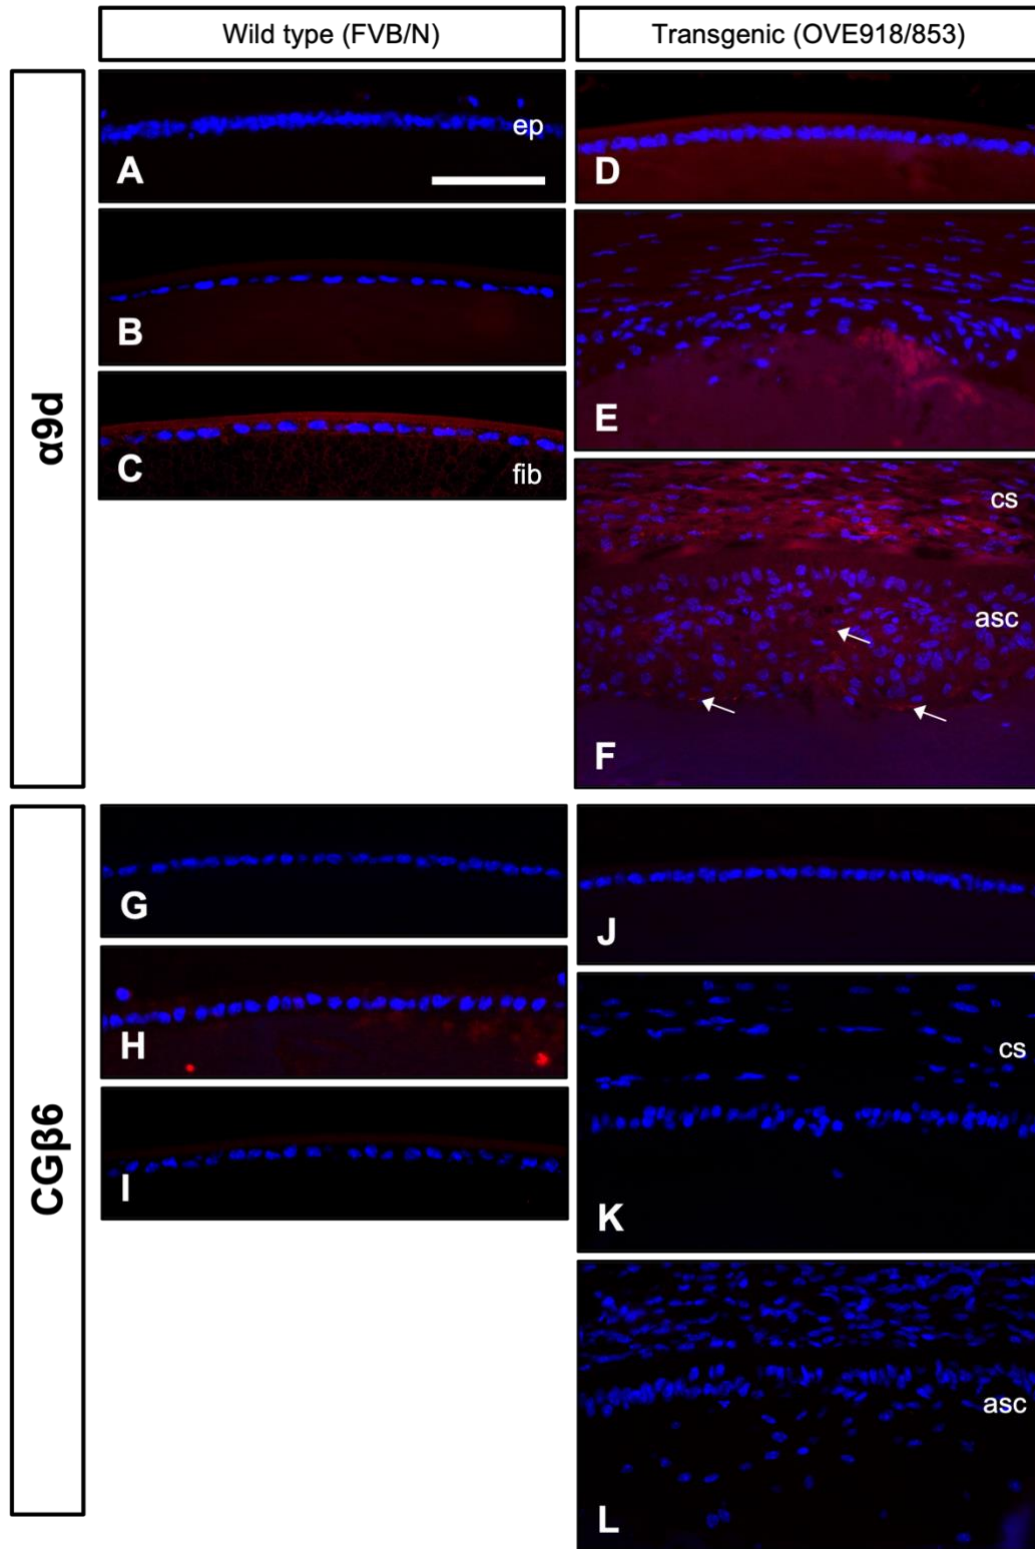 Wild type (FVB/N)
Transgenic (OVE918/853)
α9d
ep
A
D
B
E
C
fib
cs
asc
F
CGβ6
G
J
H
cs
I
K
asc
L